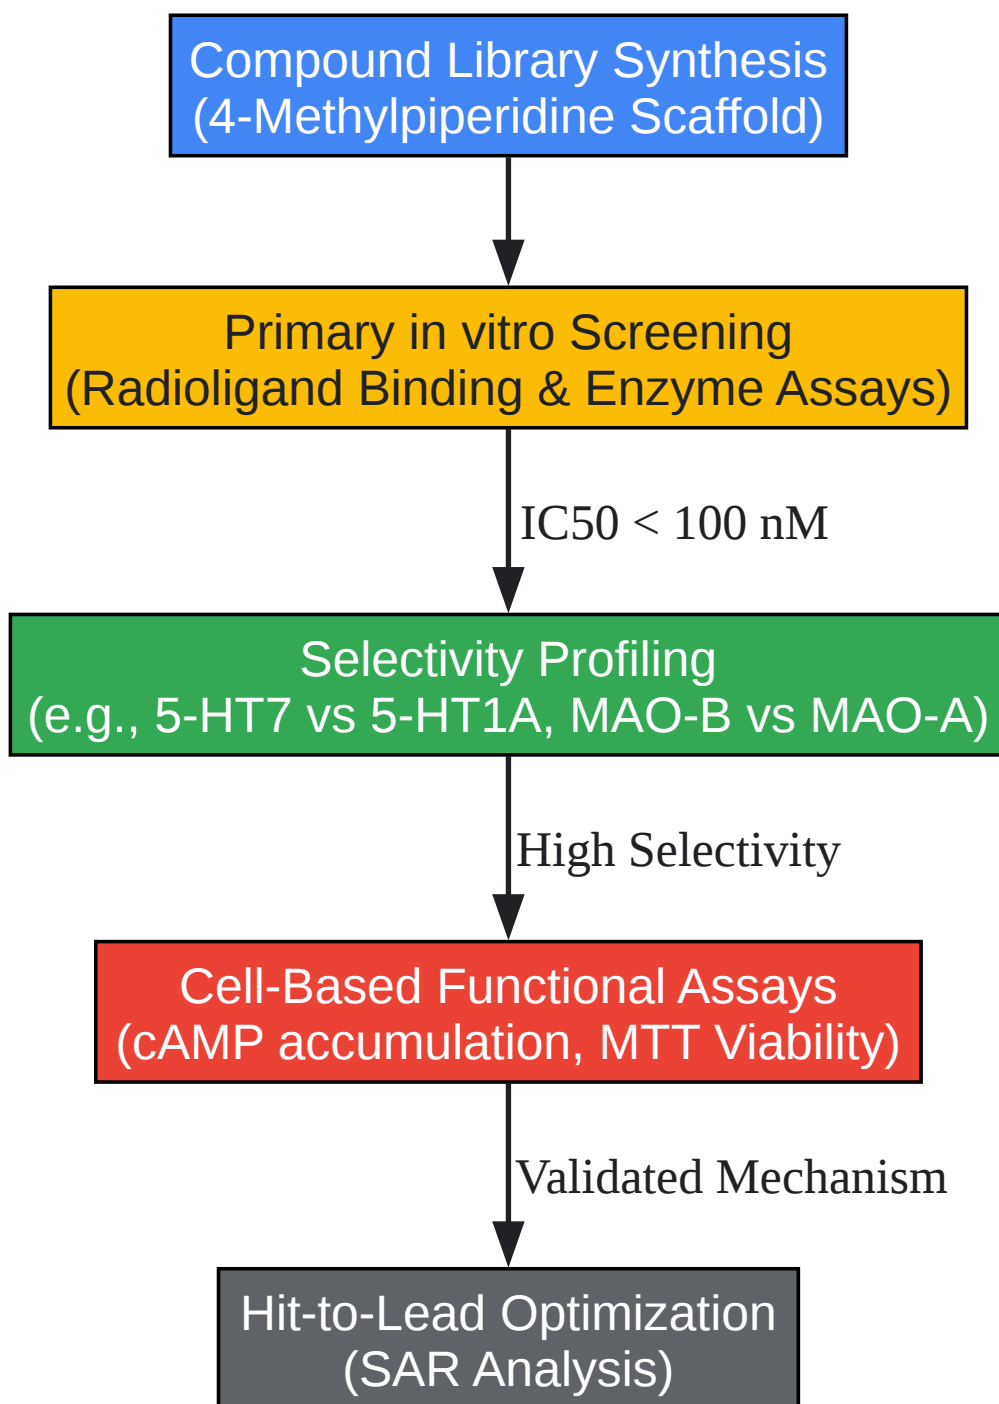 Compound Library Synthesis
(4-Methylpiperidine Scaffold)
Primary in vitro Screening
(Radioligand Binding & Enzyme Assays)
IC50 < 100 nM
Selectivity Profiling
(e.g., 5-HT7 vs 5-HT1A, MAO-B vs MAO-A)
High Selectivity
Cell-Based Functional Assays
(cAMP accumulation, MTT Viability)
Validated Mechanism
Hit-to-Lead Optimization
(SAR Analysis)